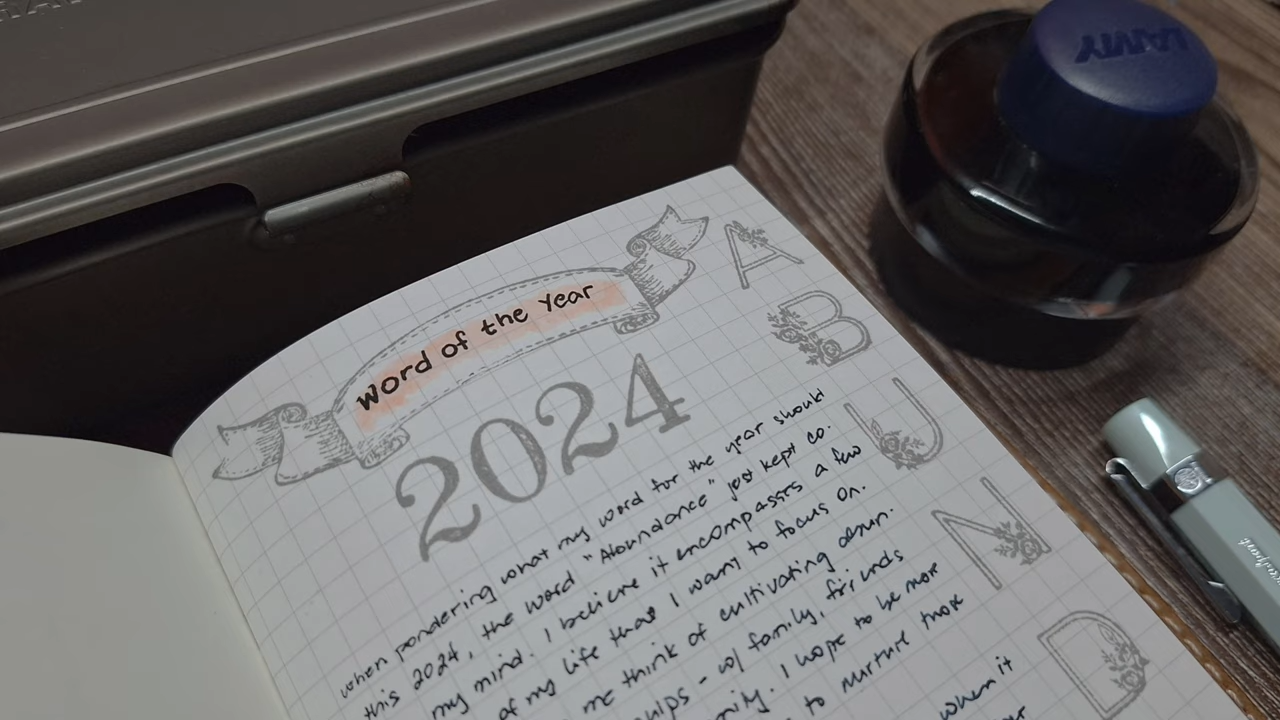 LAMY
Word of the Year
2024
A
B
U
N
D
when pondering what my word for the year should
this 2024, the word "Abundance" just kept co
my mind. I believe it encompasses a few
of my life that I want to focus on.
me think of cultivating
ships - w/ family, friends
I hope to be more
to nurture those
when it